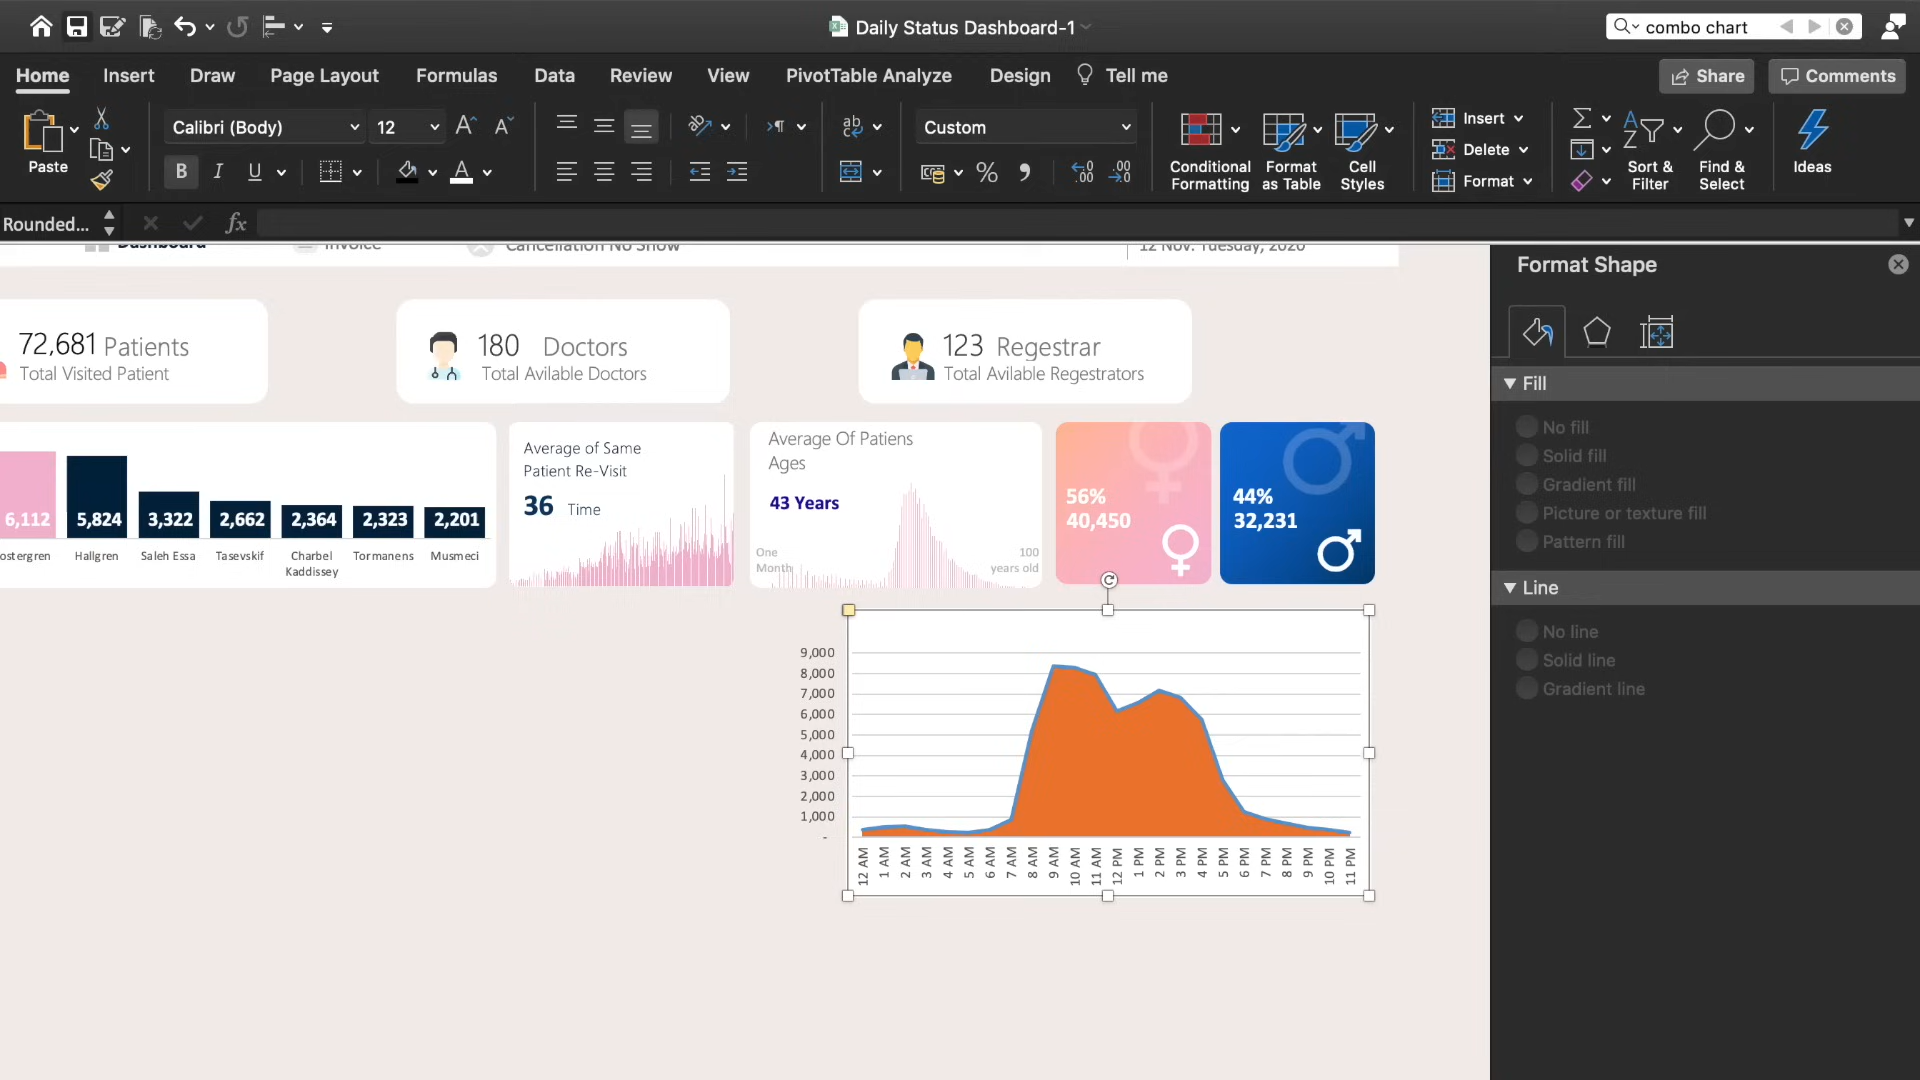 Daily Status Dashboard-1
combo chart
Home Insert Draw Page Layout Formulas Data Review View PivotTable Analyze Design Tell me Share Comments
Paste
Calibri (Body) 12
B I U
Custom
Conditional Formatting
Format as Table
Cell Styles
Insert
Delete
Format
Sort & Filter
Find & Select
Ideas
Rounded...
fx
Dashboard Invoice Cancellation No Show 12 Nov. Tuesday, 2020
72,681 Patients
Total Visited Patient
180 Doctors
Total Avilable Doctors
123 Regestrar
Total Avilable Regestrators
6,112 5,824 3,322 2,662 2,364 2,323 2,201
ostergren Hallgren Saleh Essa Tasevskif Charbel Kaddissey Tormanens Musmeci
Average of Same
Patient Re-Visit
36 Time
Average Of Patiens
Ages
43 Years
One
Month
100
years old
56%
40,450
44%
32,231
9,000
8,000
7,000
6,000
5,000
4,000
3,000
2,000
1,000
-
12 AM 1 AM 2 AM 3 AM 4 AM 5 AM 6 AM 7 AM 8 AM 9 AM 10 AM 11 AM 12 PM 1 PM 2 PM 3 PM 4 PM 5 PM 6 PM 7 PM 8 PM 9 PM 10 PM 11 PM
Format Shape
Fill
No fill
Solid fill
Gradient fill
Picture or texture fill
Pattern fill
Line
No line
Solid line
Gradient line